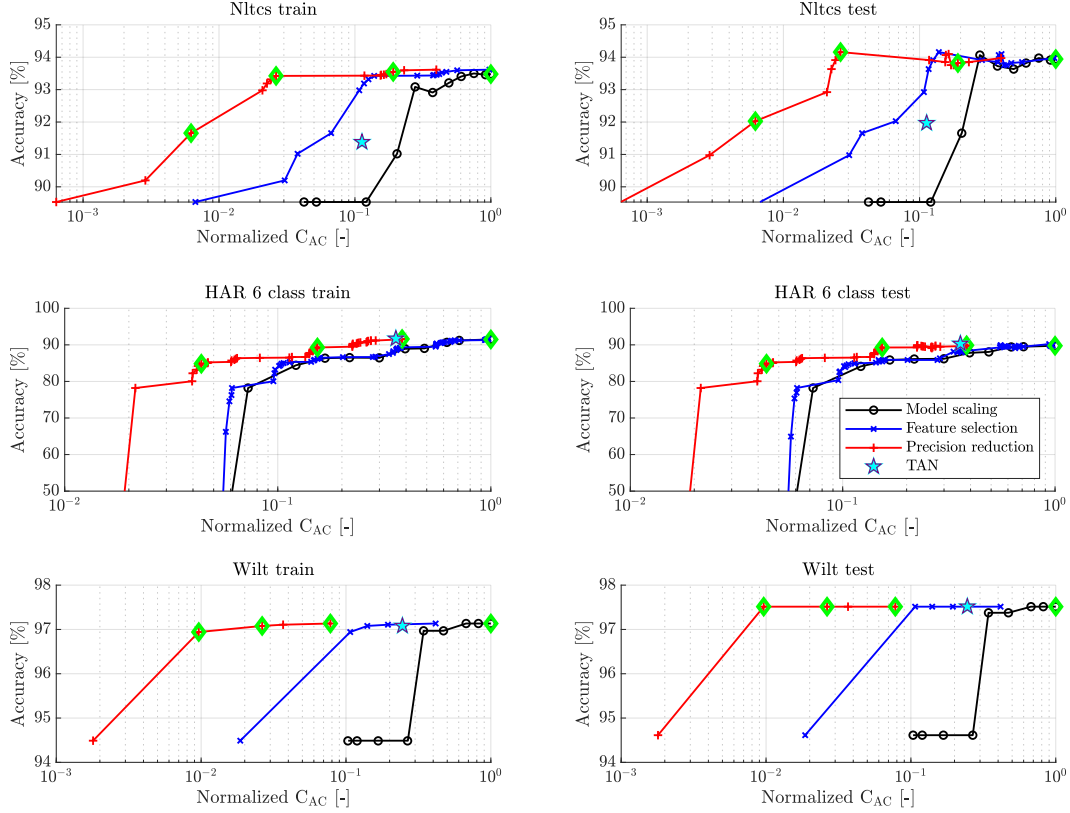 Nltcs train
Accuracy [%]
95
94
93
92
91
90
10^-3
10^-2
10^-1
10^0
Normalized C_AC [-]
Nltcs test
Accuracy [%]
95
94
93
92
91
90
10^-3
10^-2
10^-1
10^0
Normalized C_AC [-]
HAR 6 class train
Accuracy [%]
100
90
80
70
60
50
10^-2
10^-1
10^0
Normalized C_AC [-]
HAR 6 class test
Accuracy [%]
100
90
80
70
60
50
10^-2
10^-1
10^0
Normalized C_AC [-]
Model scaling
Feature selection
Precision reduction
TAN
Wilt train
Accuracy [%]
98
97
96
95
94
10^-3
10^-2
10^-1
10^0
Normalized C_AC [-]
Wilt test
Accuracy [%]
98
97
96
95
94
10^-3
10^-2
10^-1
10^0
Normalized C_AC [-]